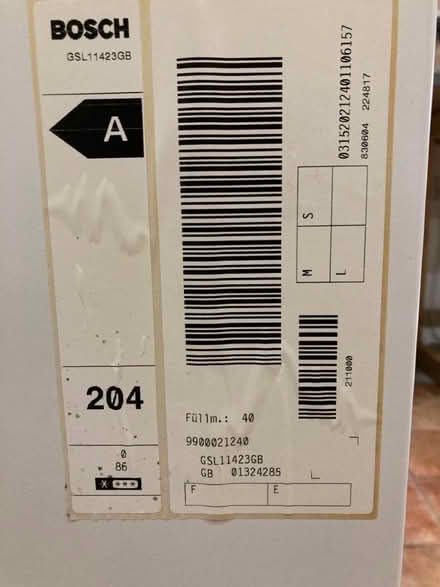 BOSCH
GSL11423GB
A
204
0
86
031520212401106157
830604 224817
S
M
L
211000
Füllm.: 40
9900021240
GSL11423GB
GB 01324285
F
E